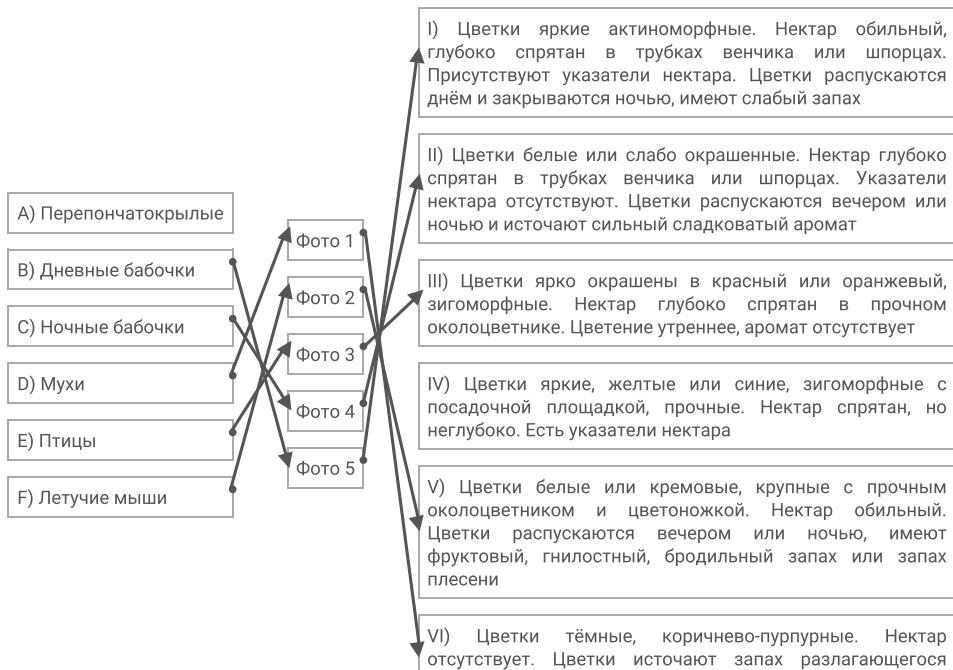 A) Перепончатокрылые
B) Дневные бабочки
C) Ночные бабочки
D) Мухи
E) Птицы
F) Летучие мыши
Фото 1
Фото 2
Фото 3
Фото 4
Фото 5
I) Цветки яркие актиноморфные. Нектар обильный,
глубоко спрятан в трубках венчика или шпорцах.
Присутствуют указатели нектара. Цветки распускаются
днём и закрываются ночью, имеют слабый запах
II) Цветки белые или слабо окрашенные. Нектар глубоко
спрятан в трубках венчика или шпорцах. Указатели
нектара отсутствуют. Цветки распускаются вечером или
ночью и источают сильный сладковатый аромат
III) Цветки ярко окрашены в красный или оранжевый,
зигоморфные. Нектар глубоко спрятан в прочном
околоцветнике. Цветение утреннее, аромат отсутствует
IV) Цветки яркие, желтые или синие, зигоморфные с
посадочной площадкой, прочные. Нектар спрятан, но
неглубоко. Есть указатели нектара
V) Цветки белые или кремовые, крупные с прочным
околоцветником и цветоножкой. Нектар обильный.
Цветки распускаются вечером или ночью, имеют
фруктовый, гнилостный, бродильный запах или запах
плесени
VI) Цветки тёмные, коричнево-пурпурные. Нектар
отсутствует. Цветки источают запах разлагающегося